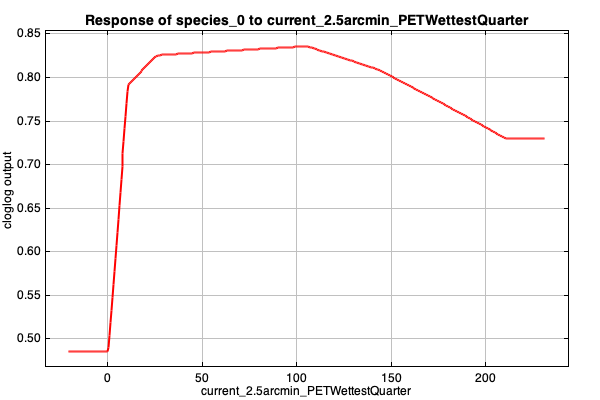 Response of species_0 to current_2.5arcmin_PETWettestQuarter
cloglog output
0.85
0.80
0.75
0.70
0.65
0.60
0.55
0.50
0 50 100 150 200
current_2.5arcmin_PETWettestQuarter